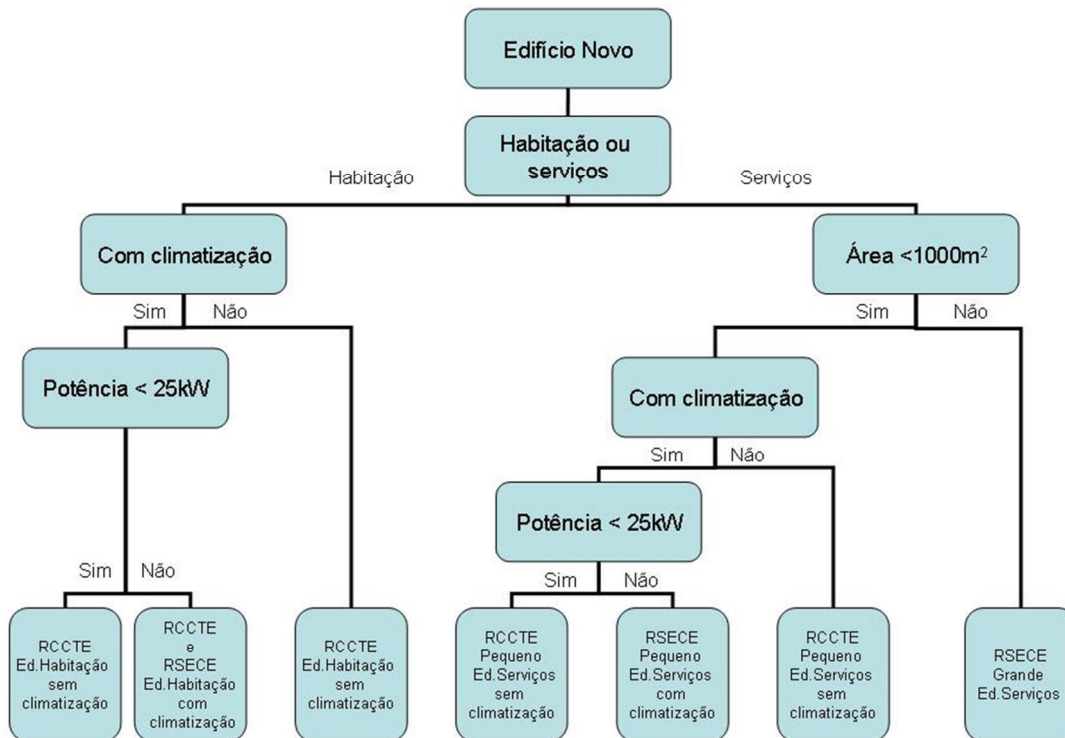 Edifício Novo
Habitação ou
serviços
Habitação
Serviços
Com climatização
Área <1000m²
Sim
Não
Sim
Não
Potência < 25kW
Com climatização
Sim
Não
Potência < 25kW
Sim
Não
Sim
Não
RCCTE
Ed.Habitação
sem
climatização
RCCTE
e
RSECE
Ed.Habitação
com
climatização
RCCTE
Ed.Habitação
sem
climatização
RCCTE
Pequeno
Ed.Serviços
sem
climatização
RSECE
Pequeno
Ed.Serviços
com
climatização
RCCTE
Pequeno
Ed.Serviços
sem
climatização
RSECE
Grande
Ed.Serviços